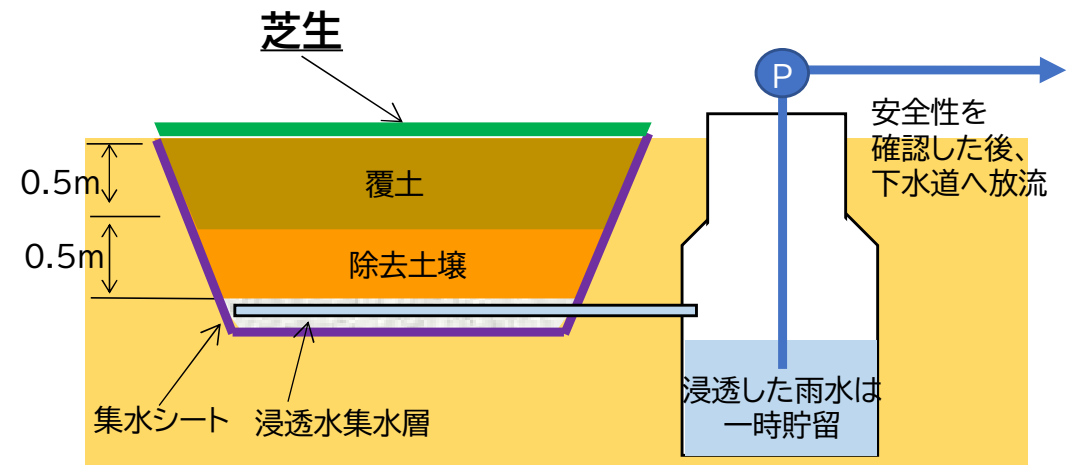 芝生
P
安全性を
確認した後、
下水道へ放流
0.5m
覆土
0.5m
除去土壌
浸透した雨水は
一時貯留
集水シート
浸透水集水層